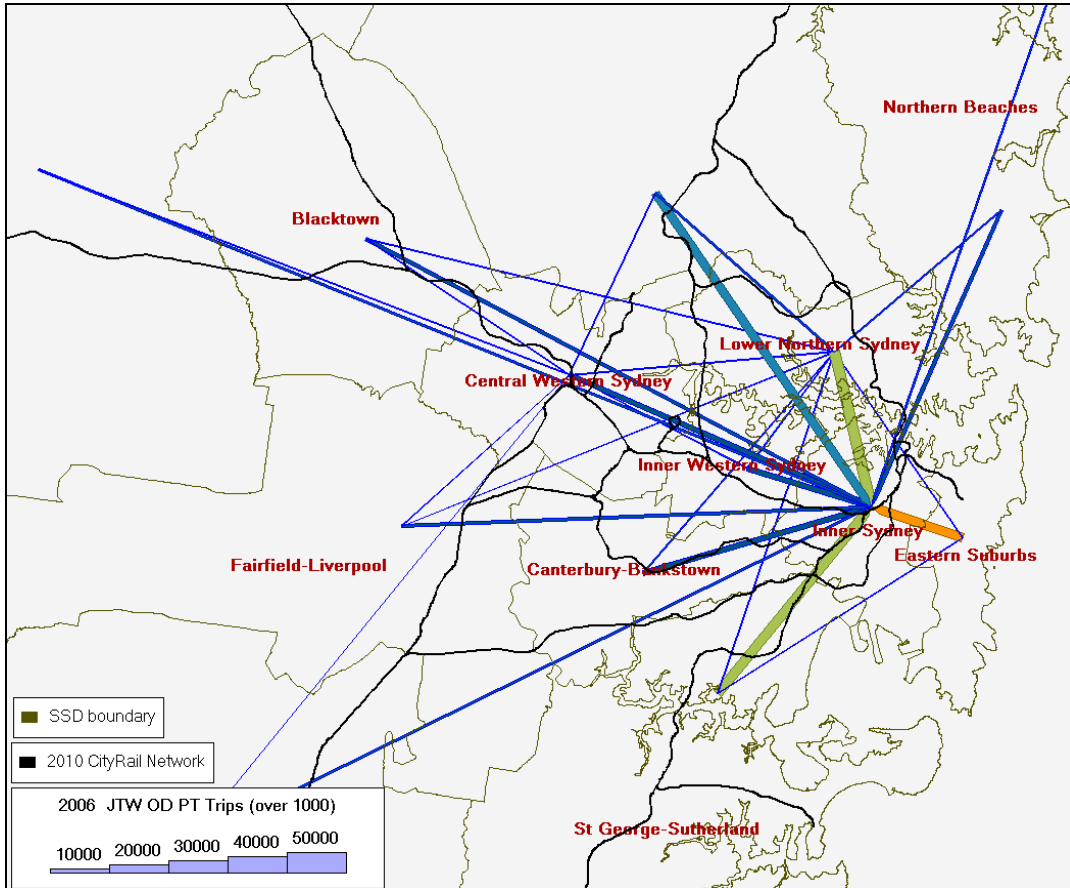 Northern Beaches
Blacktown
Lower Northern Sydney
Central Western Sydney
Inner Western Sydney
Inner Sydney
Eastern Suburbs
Fairfield-Liverpool
Canterbury-Bankstown
SSD boundary
2010 CityRail Network
2006 JTW OD PT Trips (over 1000)
10000 20000 30000 40000 50000
St George-Sutherland